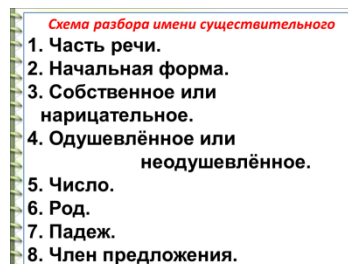 Схема разбора имени существительного
1. Часть речи.
2. Начальная форма.
3. Собственное или
нарицательное.
4. Одушевлённое или
неодушевлённое.
5. Число.
6. Род.
7. Падеж.
8. Член предложения.